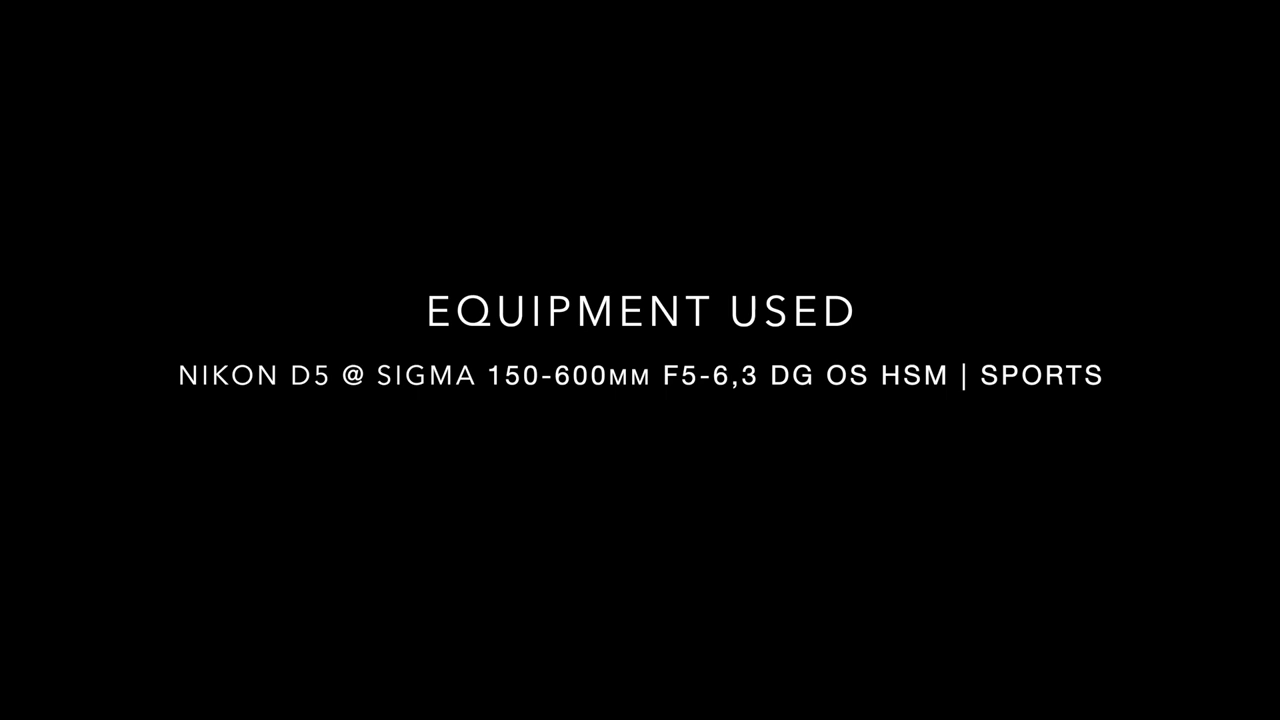 EQUIPMENT USED
NIKON D5 @ SIGMA 150-600MM F5-6,3 DG OS HSM | SPORTS